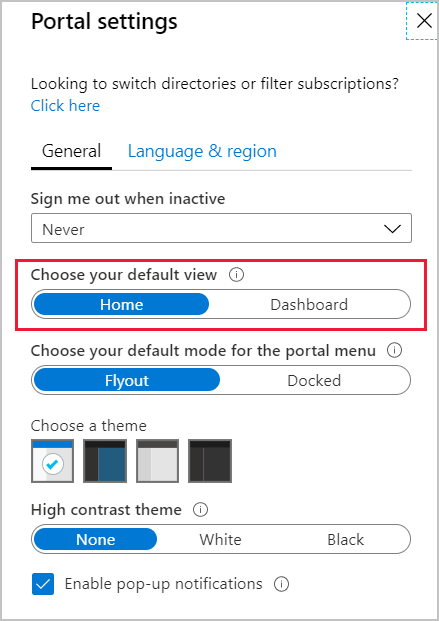 Portal settings
Looking to switch directories or filter subscriptions?
Click here
General Language & region
Sign me out when inactive
Never
Choose your default view
Home Dashboard
Choose your default mode for the portal menu
Flyout Docked
Choose a theme
High contrast theme
None White Black
Enable pop-up notifications